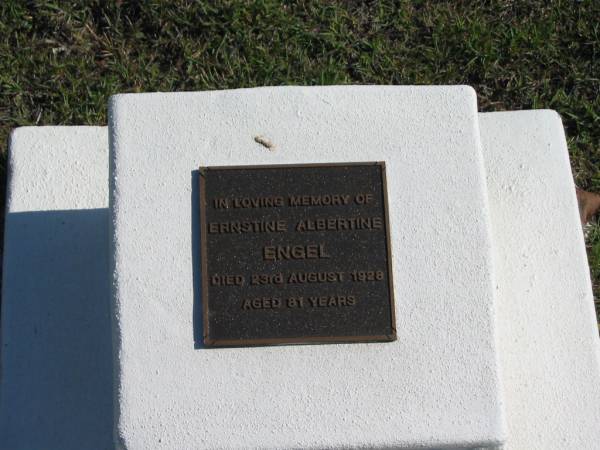 IN LOVING MEMORY OF
ERNSTINE ALBERTINE
ENGEL
DIED 23rd AUGUST 1928
AGED 81 YEARS